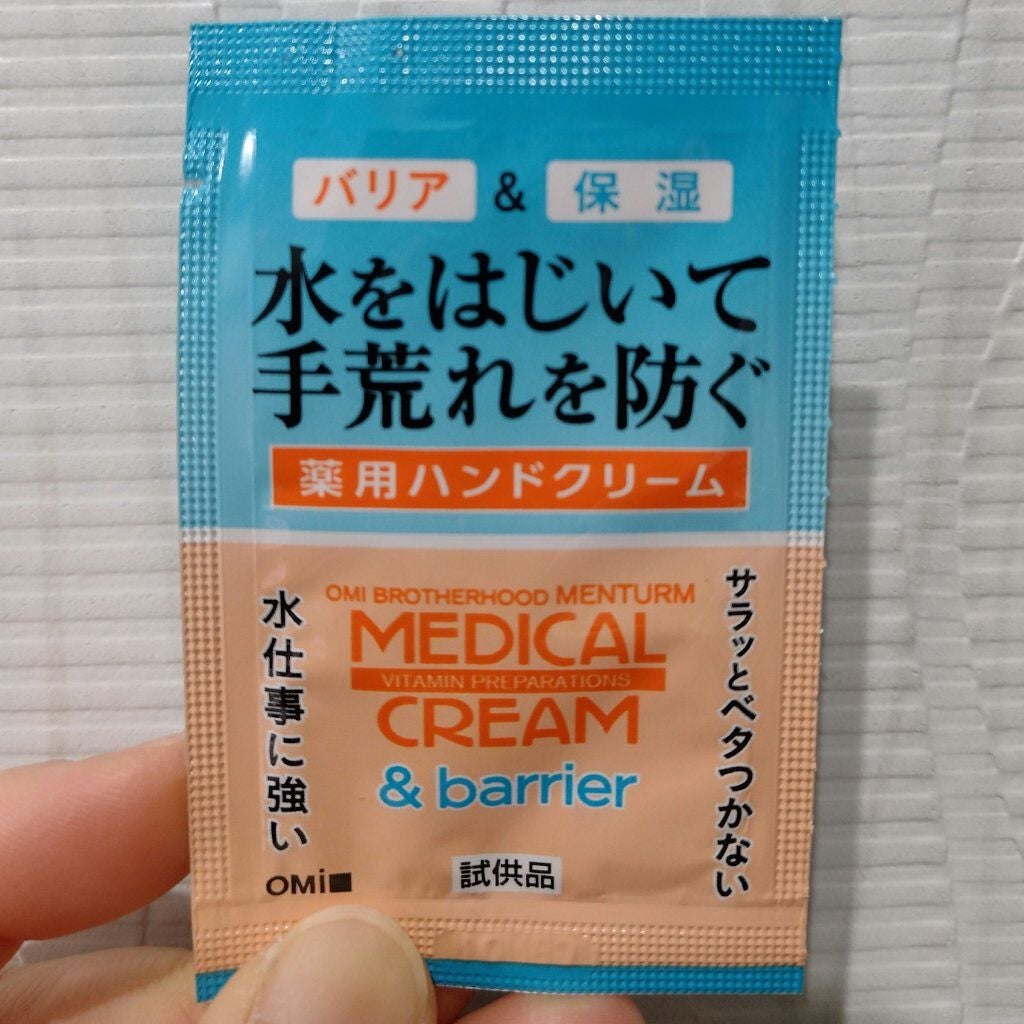 バリア & 保湿
水をはじいて
手荒れを防ぐ
薬用ハンドクリーム
OMI BROTHERHOOD MENTURM
MEDICAL
VITAMIN PREPARATIONS
CREAM
& barrier
水仕事に強い
サラッとベタつかない
試供品
OMi